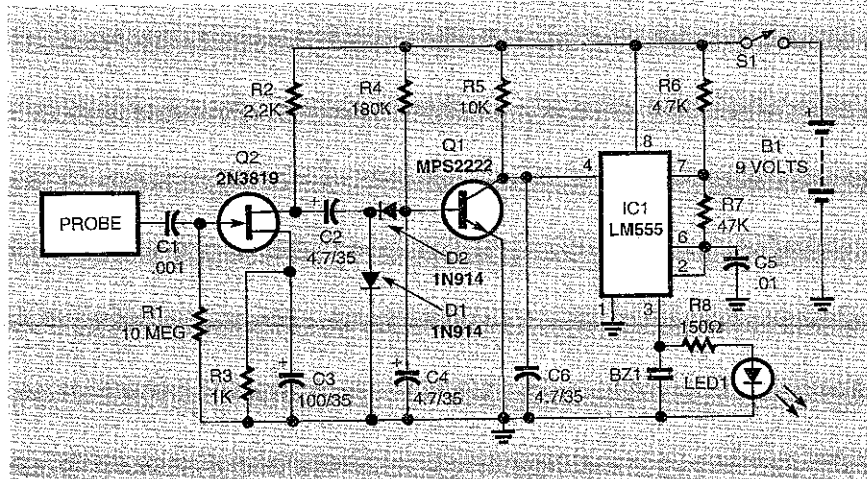 S1
R2
2.2K
R4
180K
R5
10K
R6
4.7K
Q2
2N3819
Q1
MPS2222
8
4
7
B1
9 VOLTS
PROBE
IC1
LM555
R7
47K
C1
.001
C2
4.7/35
D2
1N914
D1
1N914
6
2
C5
.01
1
3
R8
150Ω
R1
10 MEG
R3
1K
C3
100/35
C4
4.7/35
C6
4.7/35
BZ1
LED1